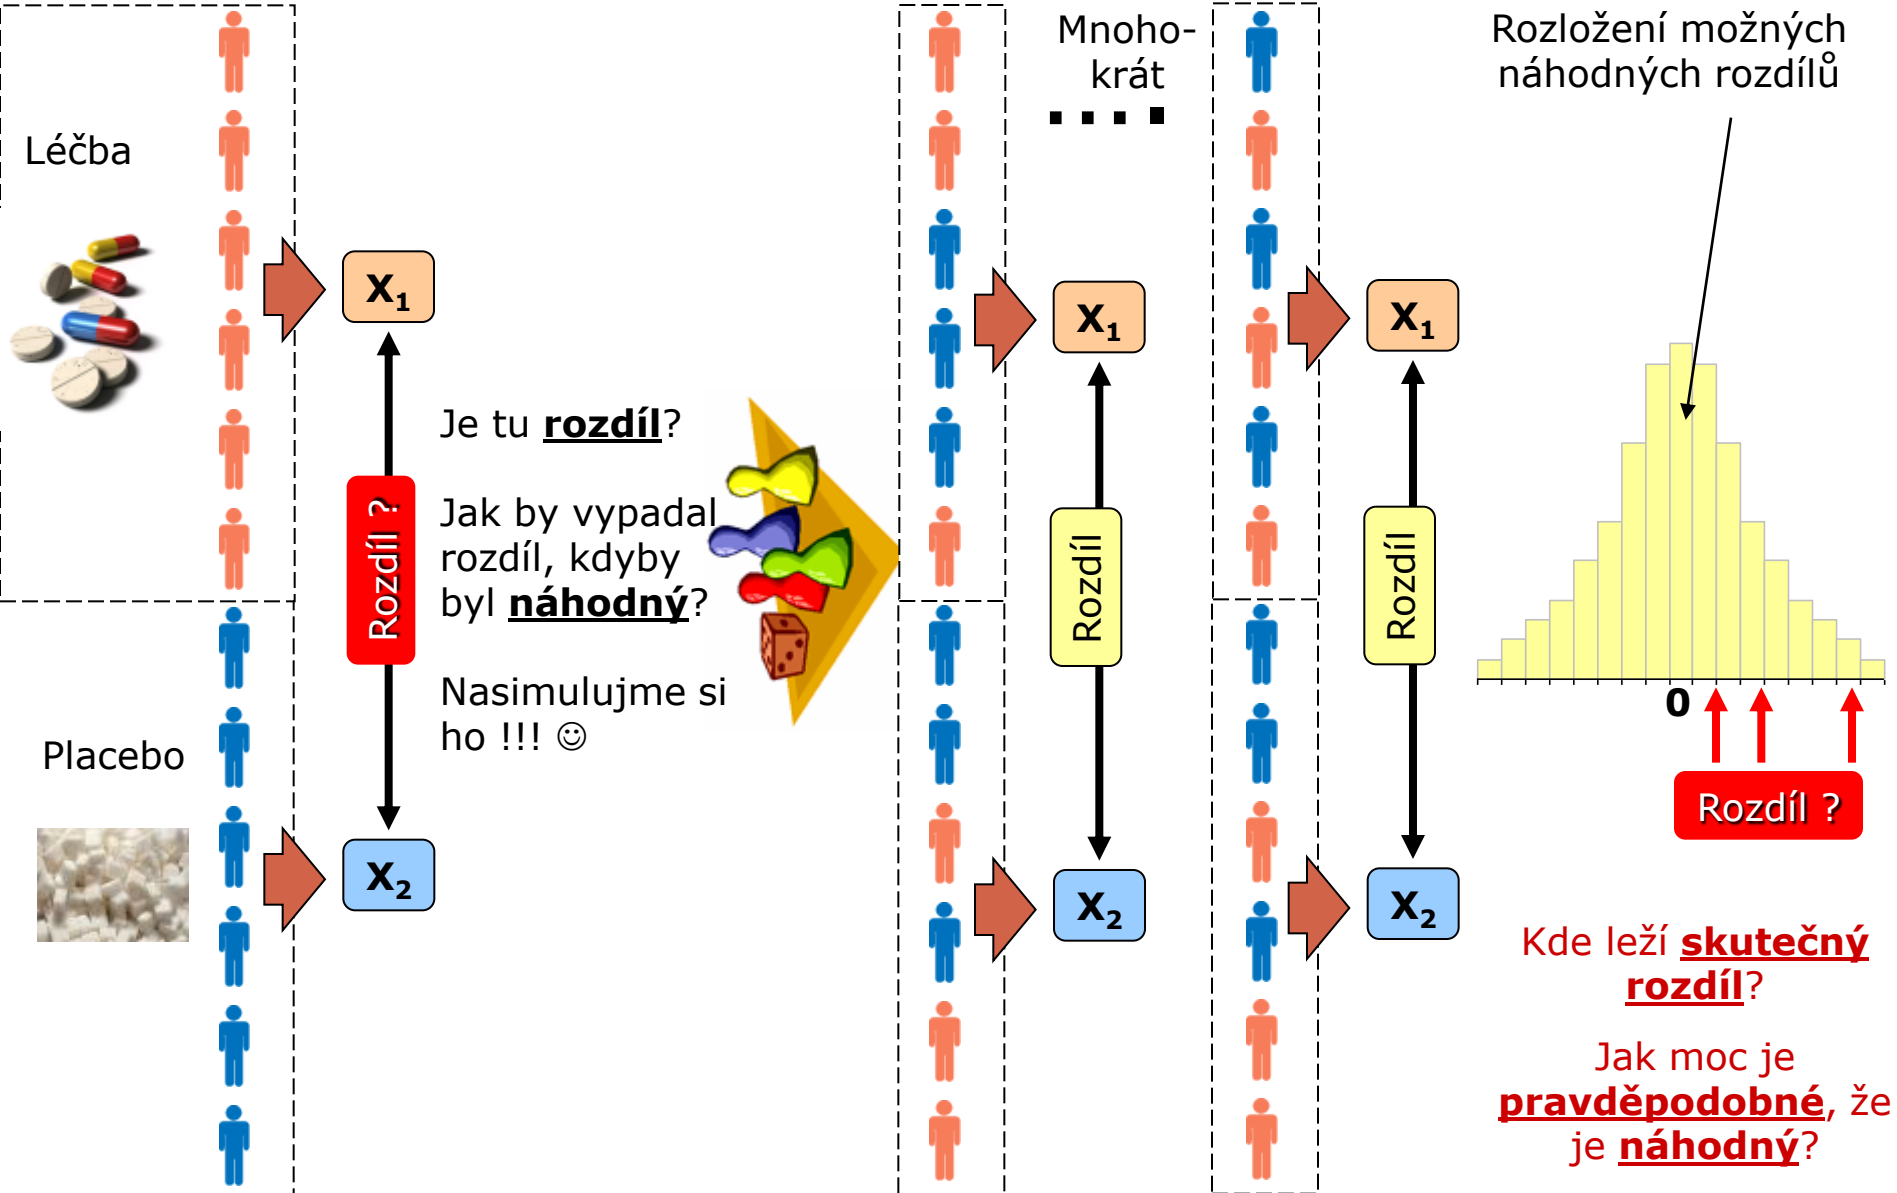 Léčba
Placebo
X₁
Rozdíl ?
X₂
Je tu rozdíl?
Jak by vypadal
rozdíl, kdyby
byl náhodný?
Nasimulujme si
ho !!! ☺
Mnoho-
krát
X₁
Rozdíl
X₂
X₁
Rozdíl
X₂
Rozložení možných
náhodných rozdílů
0
Rozdíl ?
Kde leží skutečný
rozdíl?
Jak moc je
pravděpodobné, že
je náhodný?